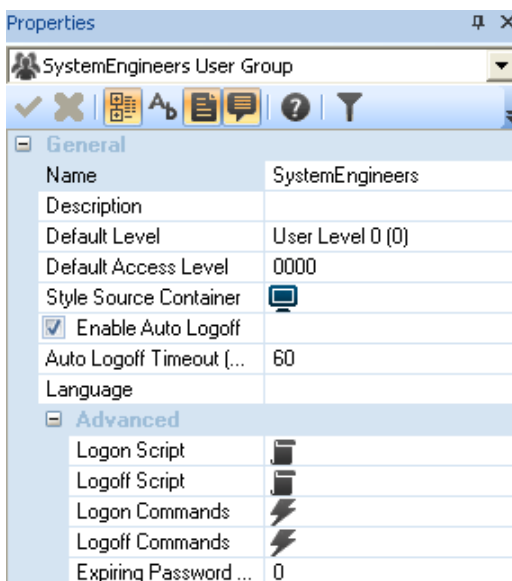 Properties
SystemEngineers User Group
General
Name SystemEngineers
Description
Default Level User Level 0 (0)
Default Access Level 0000
Style Source Container
Enable Auto Logoff
Auto Logoff Timeout (... 60
Language
Advanced
Logon Script
Logoff Script
Logon Commands
Logoff Commands
Expiring Password ... 0